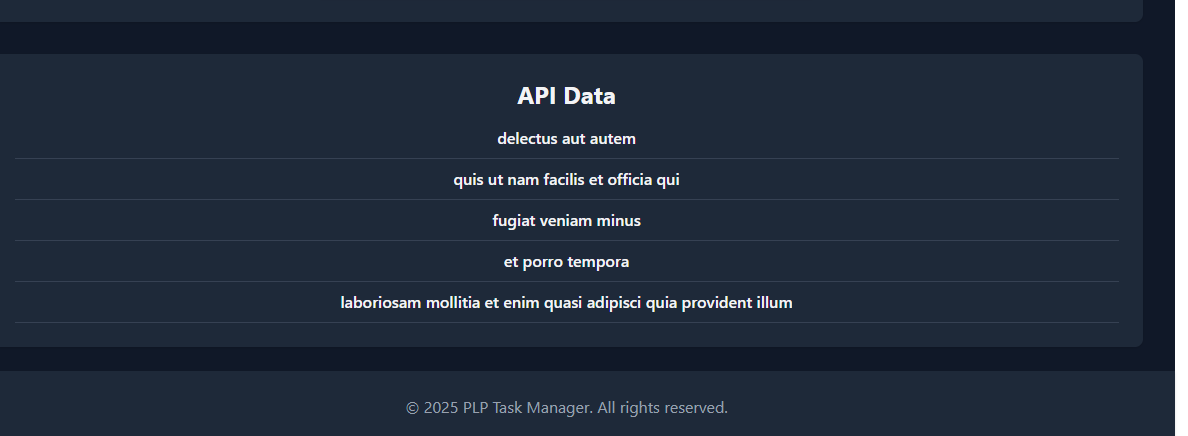 API Data
delectus aut autem
quis ut nam facilis et officia qui
fugiat veniam minus
et porro tempora
laboriosam mollitia et enim quasi adipisci quia provident illum
© 2025 PLP Task Manager. All rights reserved.